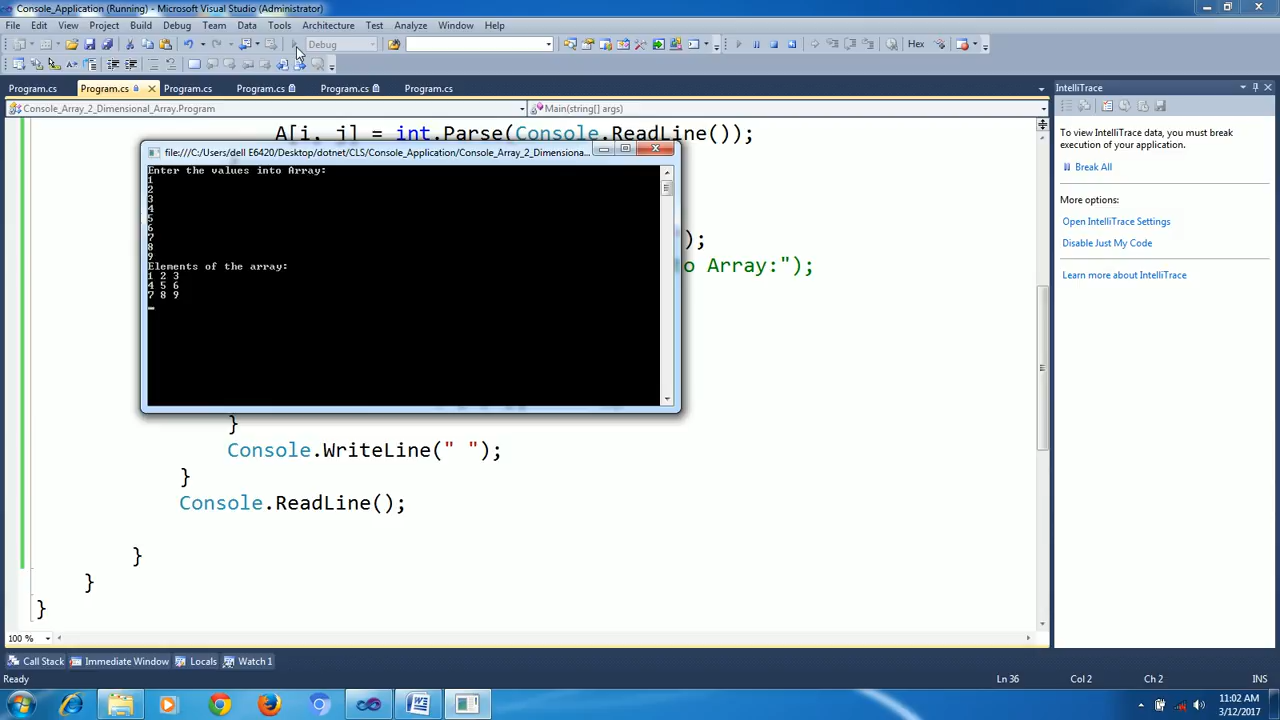 Console_Application (Running) - Microsoft Visual Studio (Administrator)
File Edit View Project Build Debug Team Data Tools Architecture Test Analyze Window Help
Debug
Hex
Program.cs Program.cs Program.cs Program.cs Program.cs Program.cs
Console_Array_2_Dimensional_Array.Program
Main(string[] args)
A[i, j] = int.Parse(Console.ReadLine());
file:///C:/Users/dell E6420/Desktop/dotnet/CLS/Console_Application/Console_Array_2_Dimensiona...
Enter the values into Array:
1
2
3
4
5
6
7
8
9
Elements of the array:
1 2 3
4 5 6
7 8 9
);
o Array:");
}
Console.WriteLine(" ");
}
Console.ReadLine();
}
}
}
100 %
IntelliTrace
To view IntelliTrace data, you must break
execution of your application.
Break All
More options:
Open IntelliTrace Settings
Disable Just My Code
Learn more about IntelliTrace
Call Stack Immediate Window Locals Watch 1
Ready
Ln 36 Col 2 Ch 2 INS
11:02 AM
3/12/2017